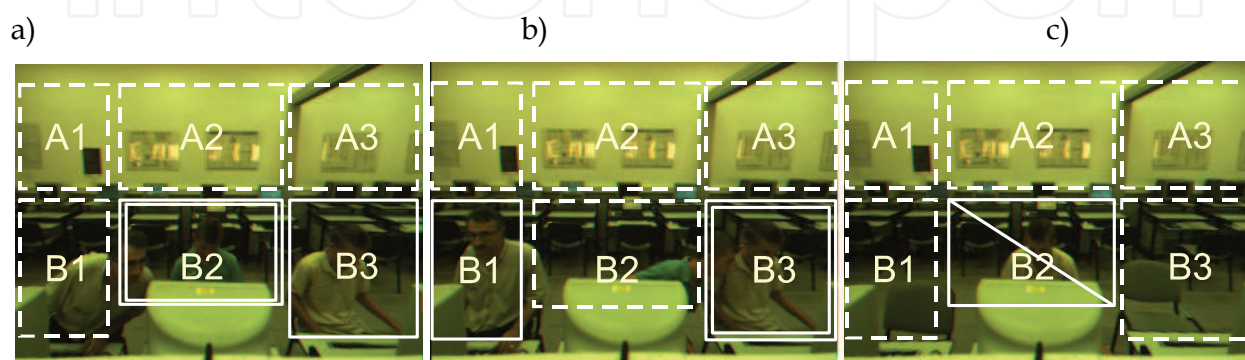 a) b) c)
A1 A2 A3 A1 A2 A3 A1 A2 A3
B1 B2 B3 B1 B2 B3 B1 B2 B3